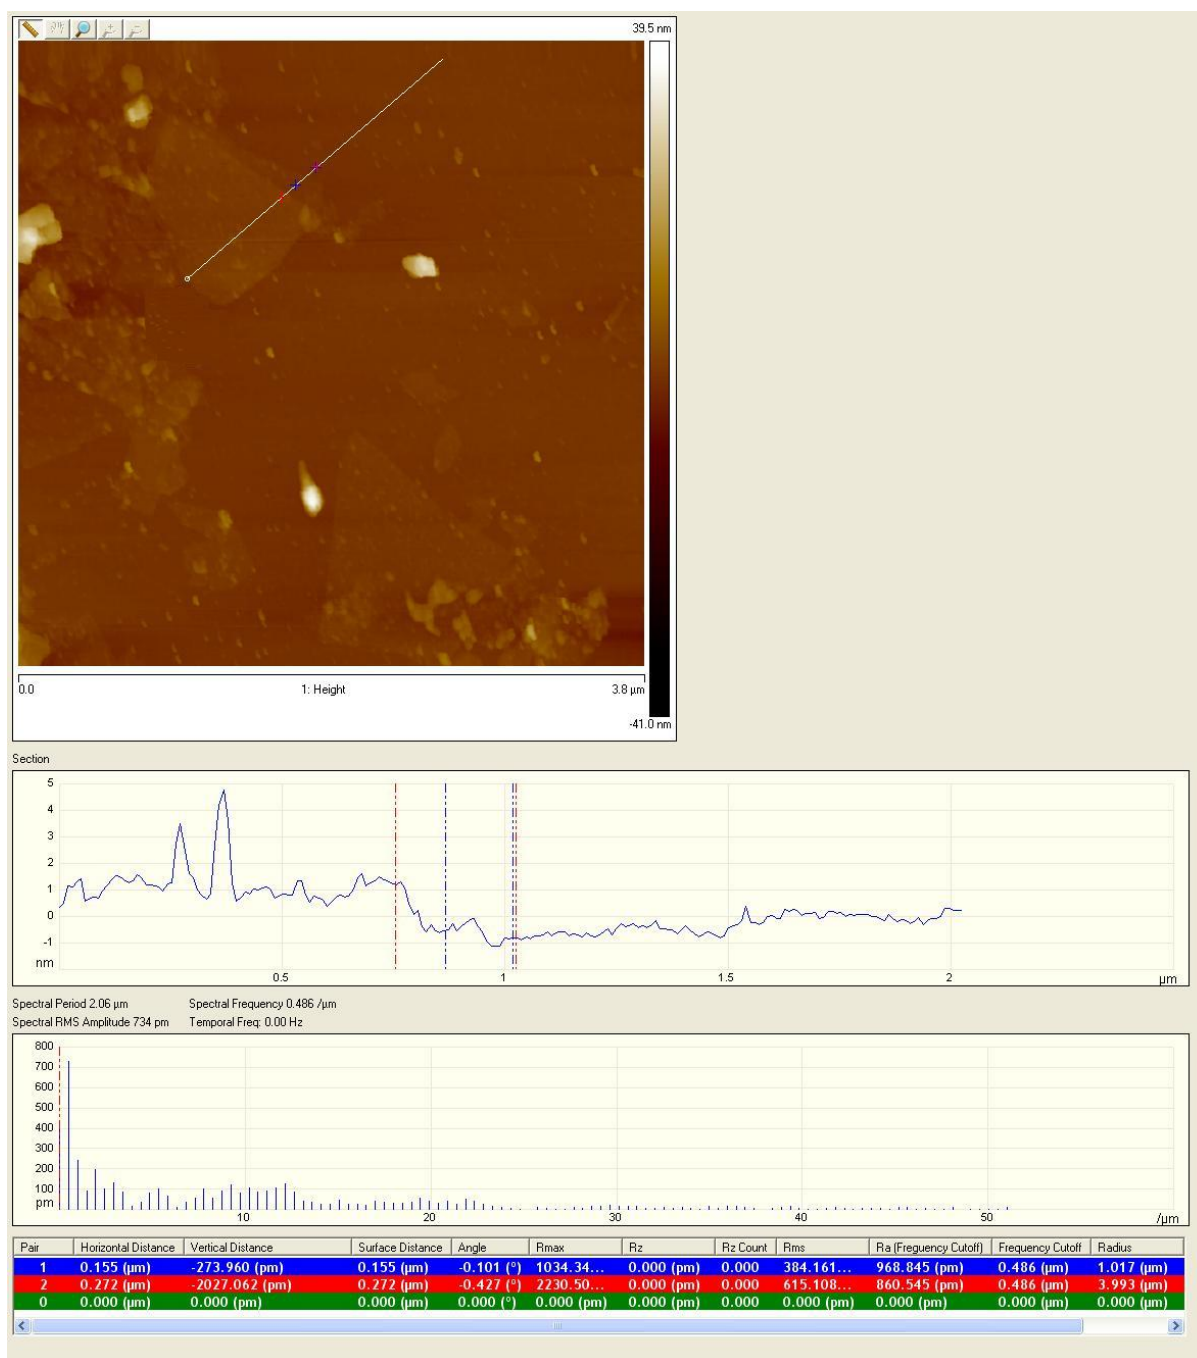 39.5 nm
0.0 1: Height 3.8 µm
-41.0 nm
Section
5
4
3
2
1
0
-1
nm
0.5 1 1.5 2 µm
Spectral Period 2.06 µm Spectral Frequency 0.486 /µm
Spectral RMS Amplitude 734 pm Temporal Freq: 0.00 Hz
800
700
600
500
400
300
200
100
pm
10 20 30 40 50 /µm
Pair Horizontal Distance Vertical Distance Surface Distance Angle Rmax Rz Rz Count Rms Ra (Freguency Cutoff) Frequency Cutoff Radius
1 0.155 (µm) -273.960 (pm) 0.155 (µm) -0.101 (°) 1034.34... 0.000 (pm) 0.000 384.161... 968.845 (pm) 0.486 (µm) 1.017 (µm)
2 0.272 (µm) -2027.062 (pm) 0.272 (µm) -0.427 (°) 2230.50... 0.000 (pm) 0.000 615.108... 860.545 (pm) 0.486 (µm) 3.993 (µm)
0 0.000 (µm) 0.000 (pm) 0.000 (µm) 0.000 (°) 0.000 (pm) 0.000 (pm) 0.000 0.000 (pm) 0.000 (pm) 0.000 (µm) 0.000 (µm)